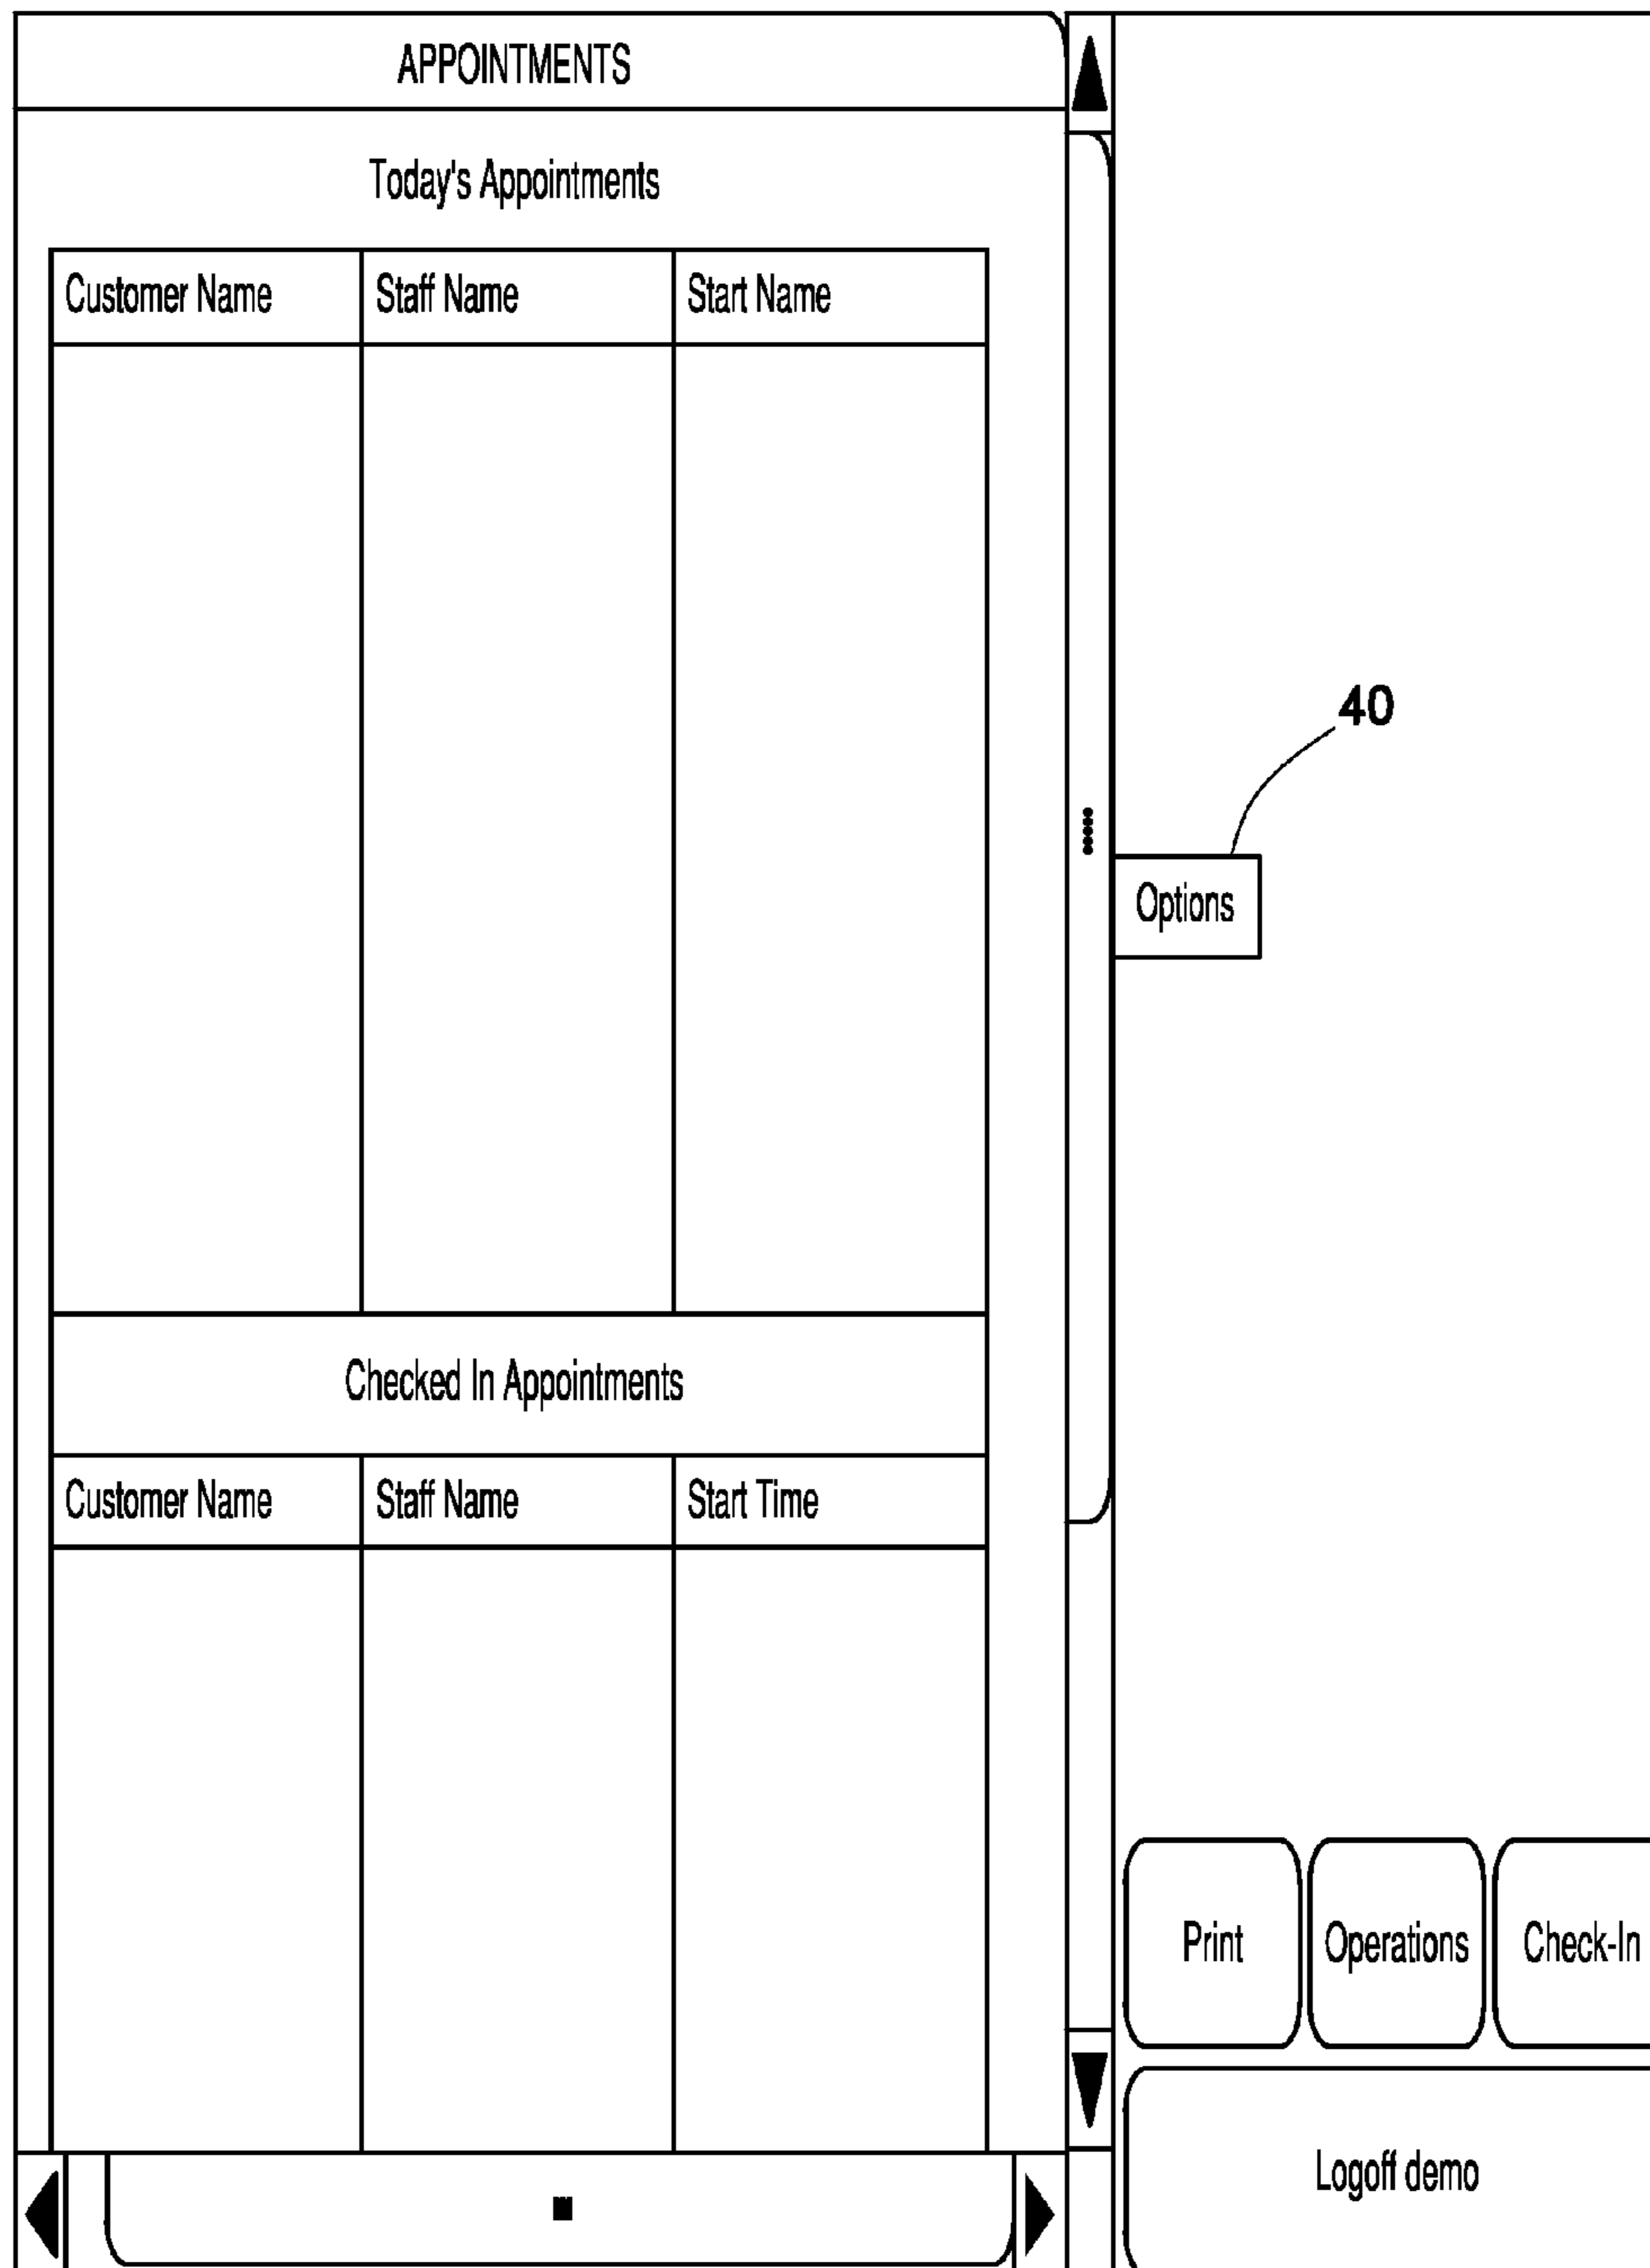 APPOINTMENTS
Today's Appointments
Customer Name Staff Name Start Name
40
Options
Checked In Appointments
Customer Name Staff Name Start Time
Print Operations Check-In
Logoff demo